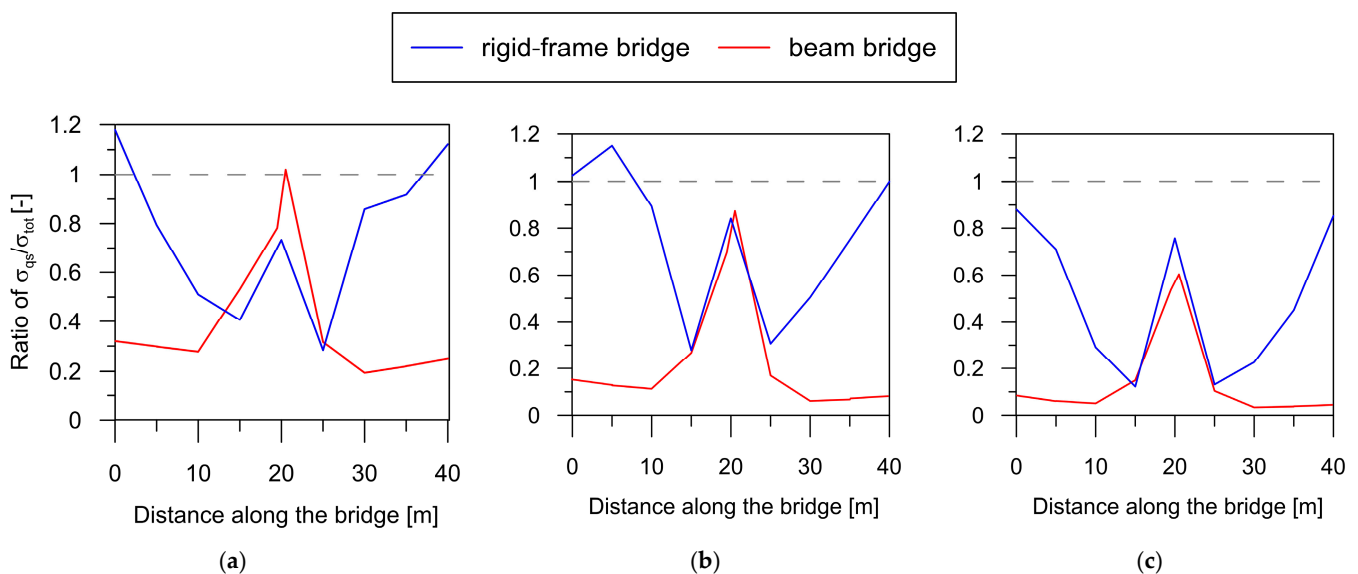 rigid-frame bridge beam bridge
Ratio of σqs/σtot [-]
1.2
1
0.8
0.6
0.4
0.2
0
0 10 20 30 40
Distance along the bridge [m]
(a)
1.2
1
0.8
0.6
0.4
0.2
0
0 10 20 30 40
Distance along the bridge [m]
(b)
1.2
1
0.8
0.6
0.4
0.2
0
0 10 20 30 40
Distance along the bridge [m]
(c)